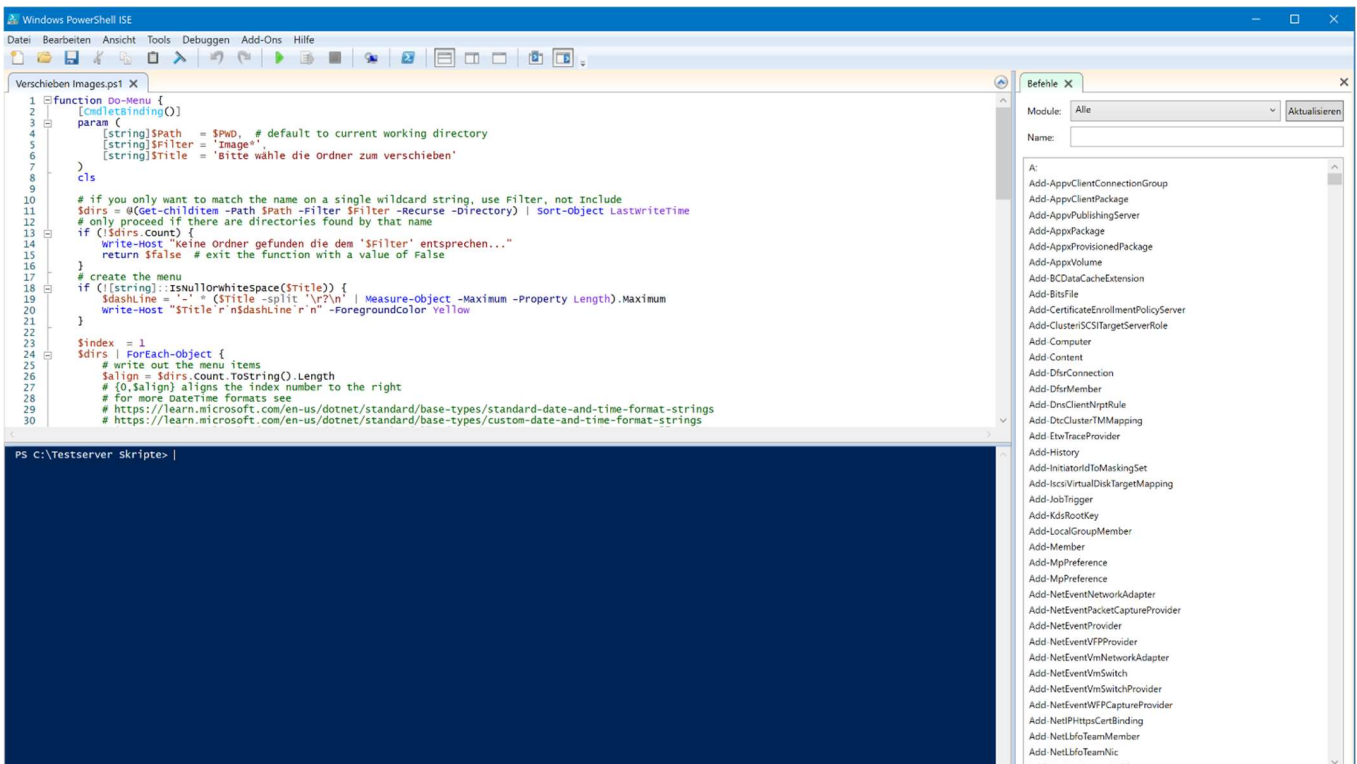 Windows PowerShell ISE
Datei Bearbeiten Ansicht Tools Debuggen Add-Ons Hilfe
Verschieben Images.ps1 X
1 function Do-Menu {
2 [CmdletBinding()]
3 param (
4 [string]$Path = $PWD, # default to current working directory
5 [string]$Filter = 'Image*',
6 [string]$Title = 'Bitte wähle die Ordner zum verschieben'
7 )
8 cls
9
10 # if you only want to match the name on a single wildcard string, use Filter, not Include
11 $dirs = @(Get-childitem -Path $Path -Filter $Filter -Recurse -Directory) | Sort-Object LastWriteTime
12 # only proceed if there are directories found by that name
13 if (!$dirs.Count) {
14 Write-Host "Keine Ordner gefunden die dem '$Filter' entsprechen..."
15 return $false # exit the function with a value of False
16 }
17 # create the menu
18 if (![string]::IsNullOrWhiteSpace($Title)) {
19 $dashLine = '-' * ($Title -split '\r?\n' | Measure-Object -Maximum -Property Length).Maximum
20 Write-Host "$Title`r`n$dashLine`r`n" -ForegroundColor Yellow
21 }
22
23 $index = 1
24 $dirs | ForEach-Object {
25 # write out the menu items
26 $align = $dirs.Count.ToString().Length
27 # {0,$align} aligns the index number to the right
28 # for more DateTime formats see
29 # https://learn.microsoft.com/en-us/dotnet/standard/base-types/standard-date-and-time-format-strings
30 # https://learn.microsoft.com/en-us/dotnet/standard/base-types/custom-date-and-time-format-strings
PS C:\Testserver Skripte>
Befehle X
Module: Alle Aktualisieren
Name:
A:
Add-AppvClientConnectionGroup
Add-AppvClientPackage
Add-AppvPublishingServer
Add-AppxPackage
Add-AppxProvisionedPackage
Add-AppxVolume
Add-BCDataCacheExtension
Add-BitsFile
Add-CertificateEnrollmentPolicyServer
Add-ClusteriSCSITargetServerRole
Add-Computer
Add-Content
Add-DfsrConnection
Add-DfsrMember
Add-DnsClientNrptRule
Add-DtcClusterTMMapping
Add-EtwTraceProvider
Add-History
Add-InitiatorIdToMaskingSet
Add-IscsiVirtualDiskTargetMapping
Add-JobTrigger
Add-KdsRootKey
Add-LocalGroupMember
Add-Member
Add-MpPreference
Add-MpPreference
Add-NetEventNetworkAdapter
Add-NetEventPacketCaptureProvider
Add-NetEventProvider
Add-NetEventVFPProvider
Add-NetEventVmNetworkAdapter
Add-NetEventVmSwitch
Add-NetEventVmSwitchProvider
Add-NetEventWFPCaptureProvider
Add-NetIPHttpsCertBinding
Add-NetLbfoTeamMember
Add-NetLbfoTeamNic